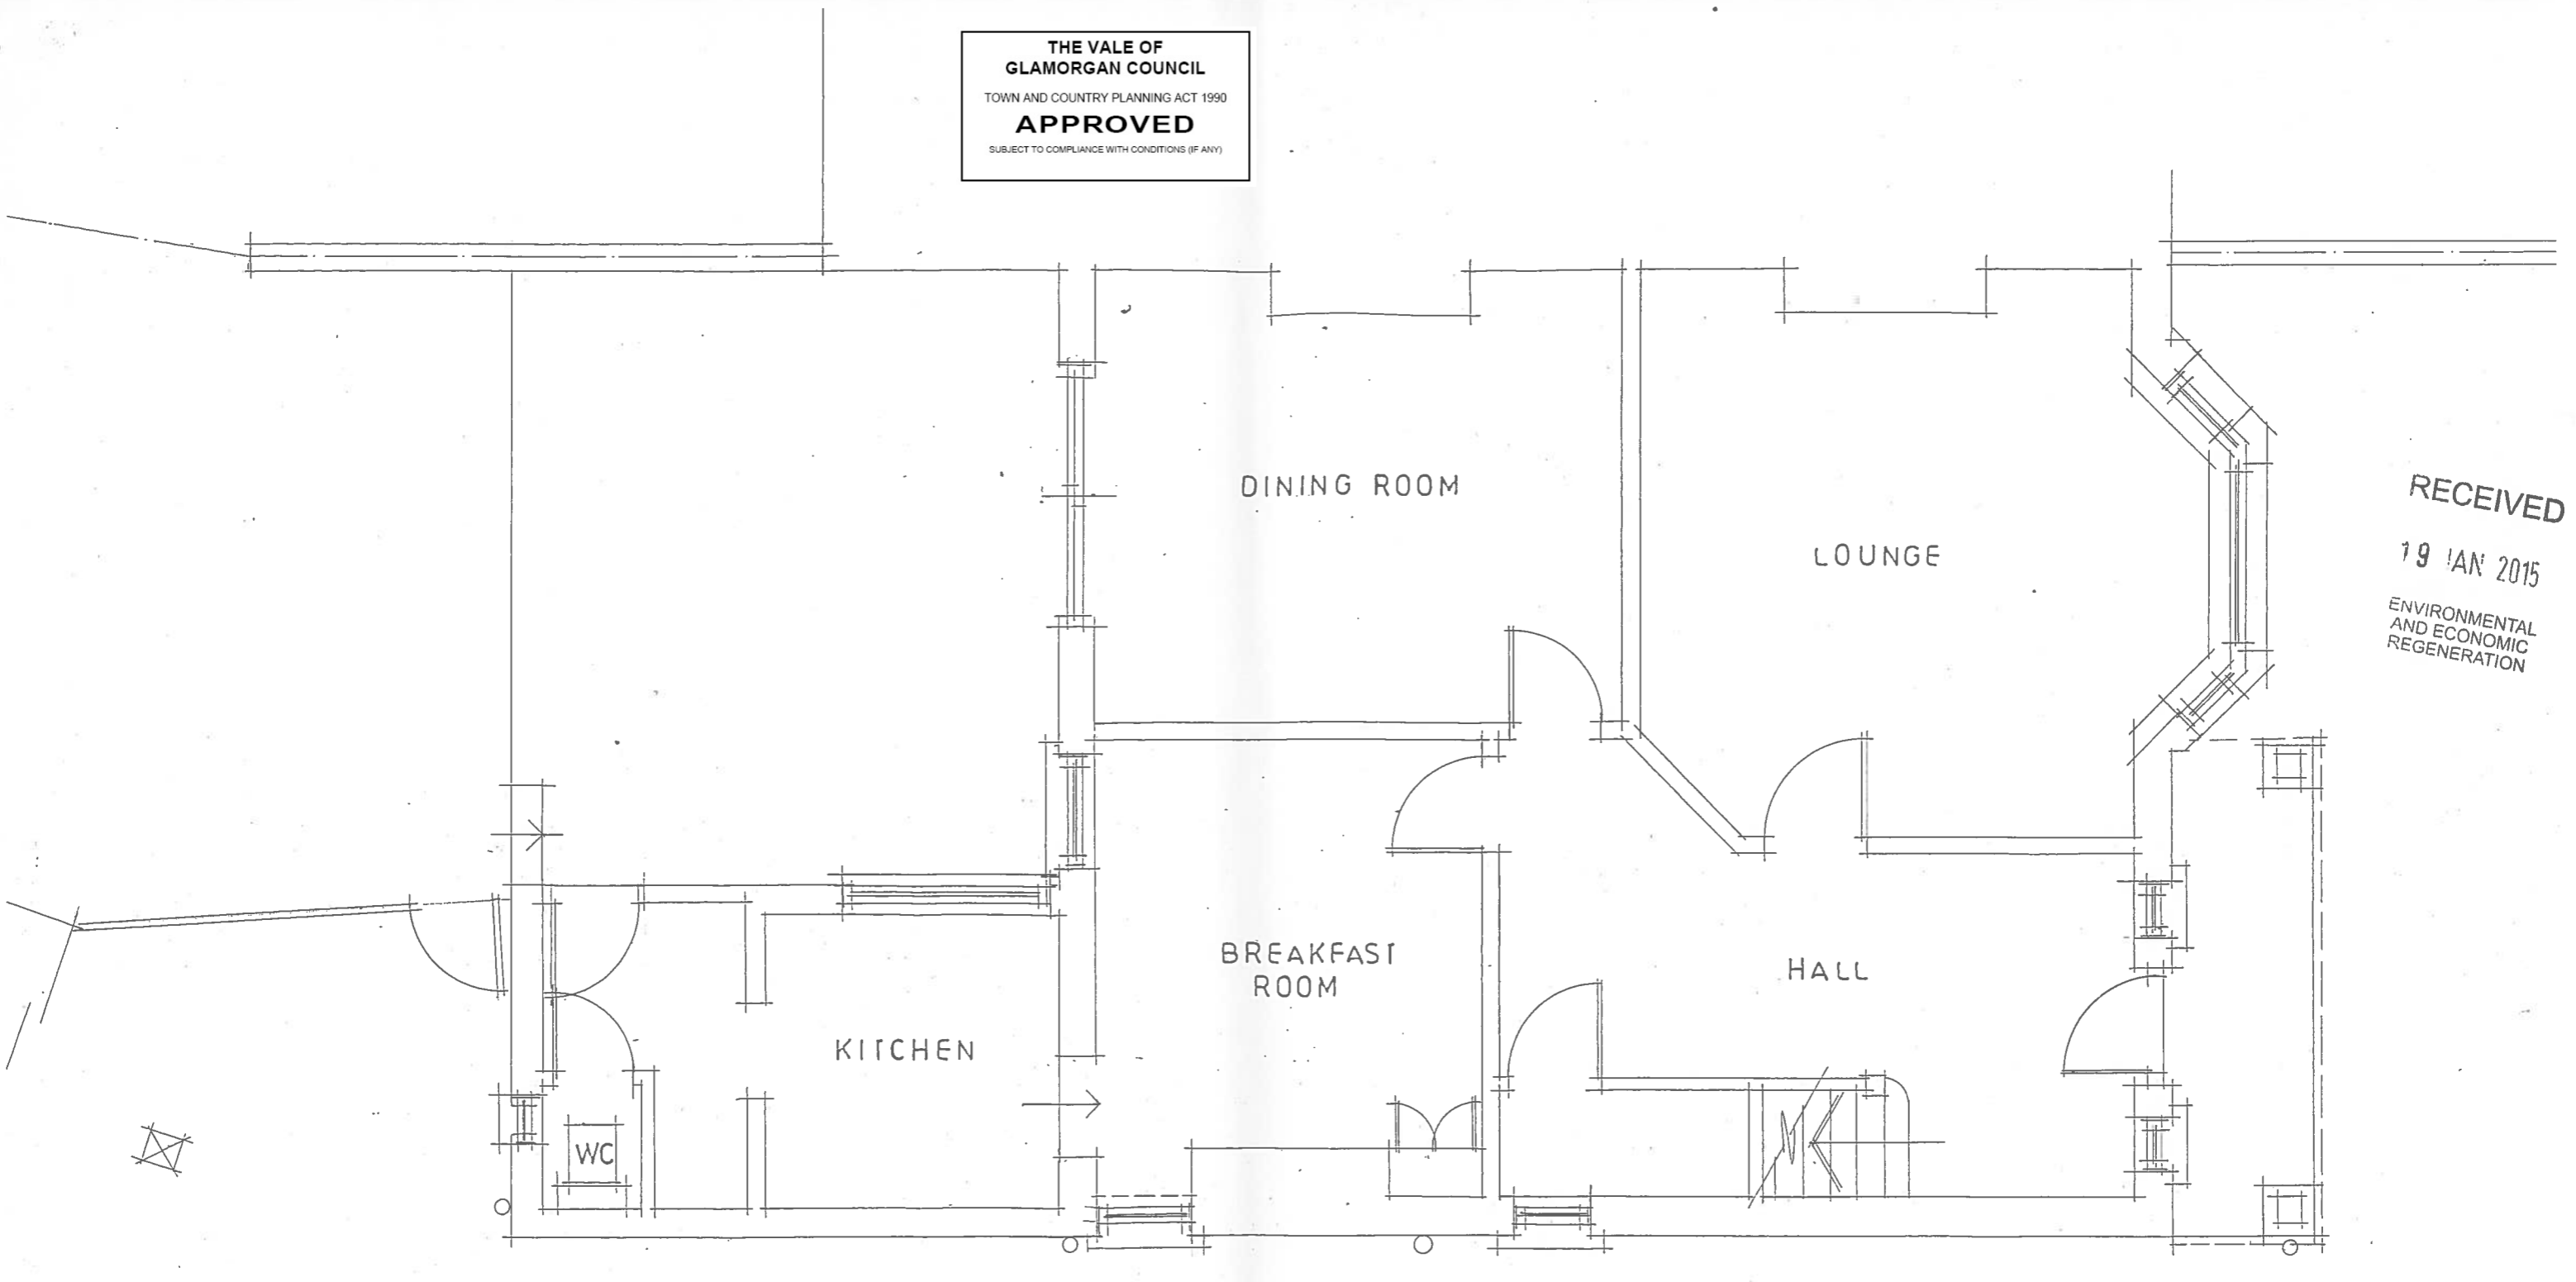 THE VALE OF
GLAMORGAN COUNCIL
TOWN AND COUNTRY PLANNING ACT 1990
APPROVED
SUBJECT TO COMPLIANCE WITH CONDITIONS (IF ANY)
DINING ROOM
LOUNGE
RECEIVED
19 JAN 2015
ENVIRONMENTAL
AND ECONOMIC
REGENERATION
BREAKFAST
ROOM
HALL
KITCHEN
WC